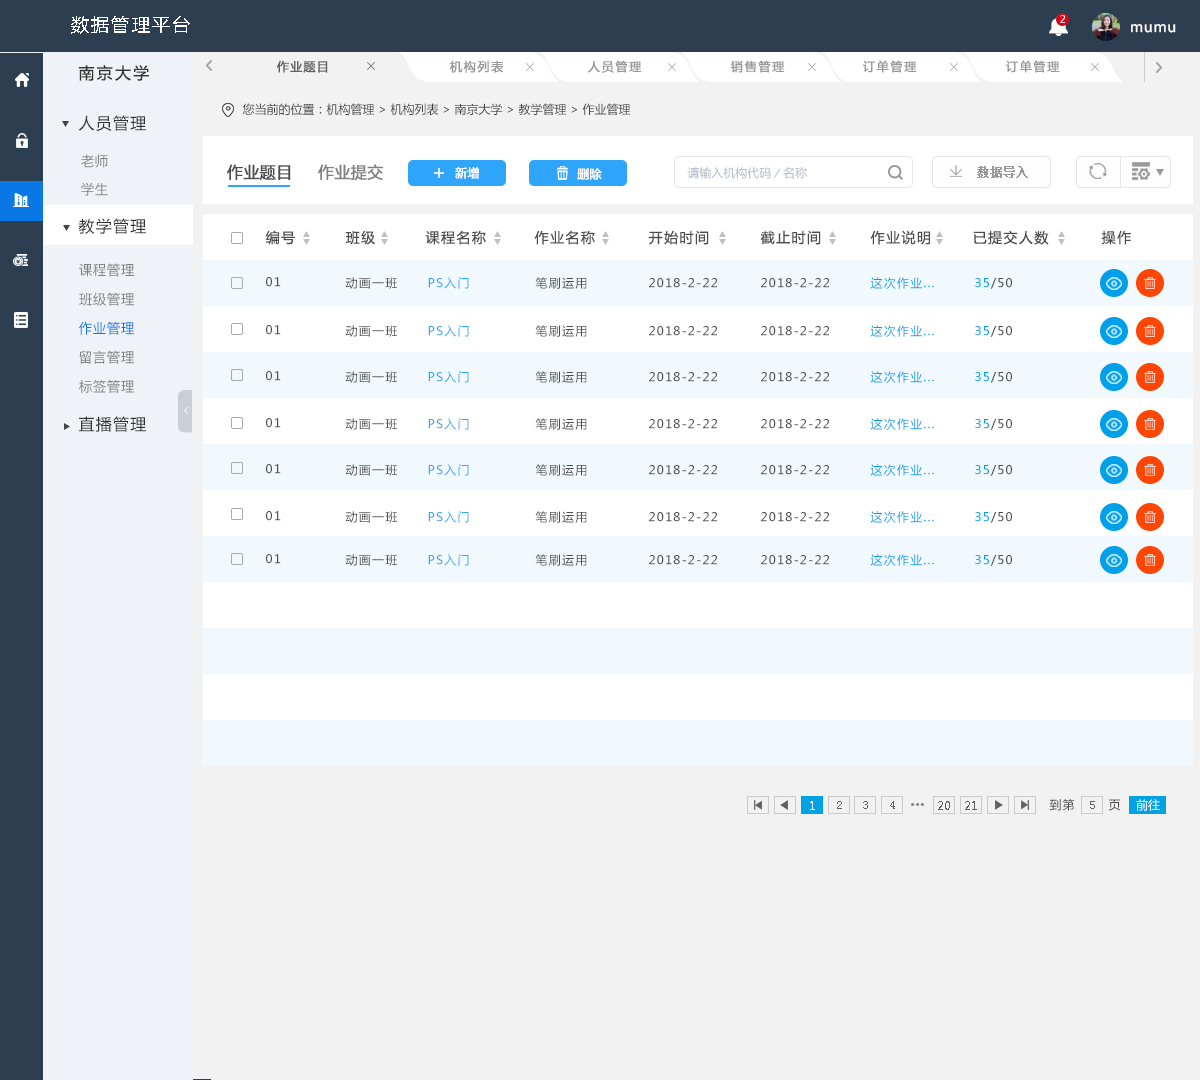 数据管理平台
2
mumu
南京大学
人员管理
老师
学生
教学管理
课程管理
班级管理
作业管理
留言管理
标签管理
直播管理
作业题目 机构列表 人员管理 销售管理 订单管理 订单管理
您当前的位置：机构管理 > 机构列表 > 南京大学 > 教学管理 > 作业管理
作业题目 作业提交 + 新增 删除 请输入机构代码 / 名称 数据导入
编号 班级 课程名称 作业名称 开始时间 截止时间 作业说明 已提交人数 操作
01 动画一班 PS入门 笔刷运用 2018-2-22 2018-2-22 这次作业... 35/50
01 动画一班 PS入门 笔刷运用 2018-2-22 2018-2-22 这次作业... 35/50
01 动画一班 PS入门 笔刷运用 2018-2-22 2018-2-22 这次作业... 35/50
01 动画一班 PS入门 笔刷运用 2018-2-22 2018-2-22 这次作业... 35/50
01 动画一班 PS入门 笔刷运用 2018-2-22 2018-2-22 这次作业... 35/50
01 动画一班 PS入门 笔刷运用 2018-2-22 2018-2-22 这次作业... 35/50
01 动画一班 PS入门 笔刷运用 2018-2-22 2018-2-22 这次作业... 35/50
1 2 3 4 ••• 20 21 到第 5 页 前往